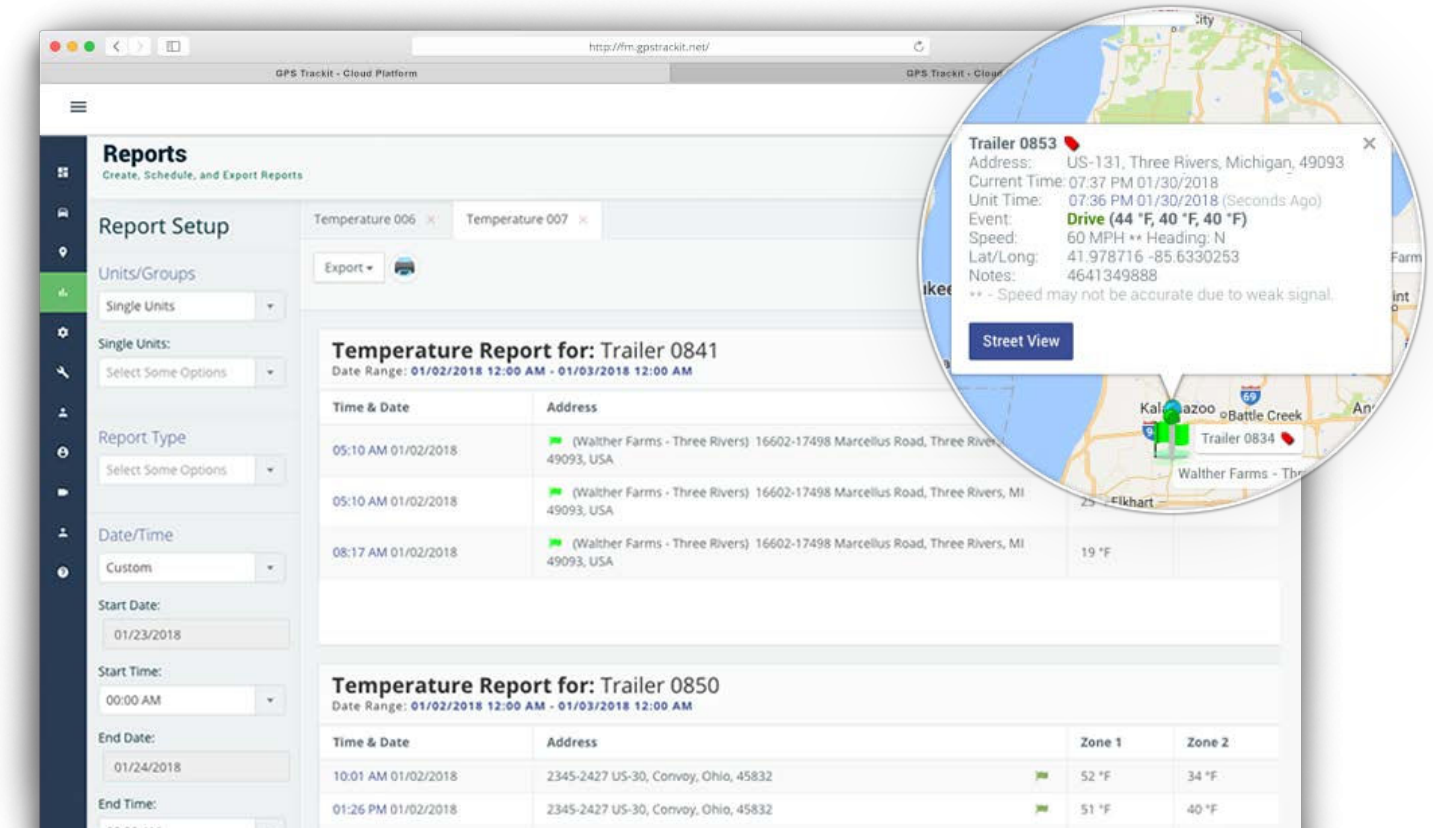 http://fm.gpstrackit.net/
GPS Trackit - Cloud Platform
GPS Trackit - Cloud
Reports
Create, Schedule, and Export Reports
Report Setup
Units/Groups
Single Units
Single Units:
Select Some Options
Report Type
Select Some Options
Date/Time
Custom
Start Date:
01/23/2018
Start Time:
00:00 AM
End Date:
01/24/2018
End Time:
Temperature 006 ×
Temperature 007 ×
Export
Temperature Report for: Trailer 0841
Date Range: 01/02/2018 12:00 AM - 01/03/2018 12:00 AM
Time & Date Address
05:10 AM 01/02/2018 (Walther Farms - Three Rivers) 16602-17498 Marcellus Road, Three Rivers,
49093, USA
05:10 AM 01/02/2018 (Walther Farms - Three Rivers) 16602-17498 Marcellus Road, Three Rivers, MI
49093, USA
08:17 AM 01/02/2018 (Walther Farms - Three Rivers) 16602-17498 Marcellus Road, Three Rivers, MI 19 °F
49093, USA
Temperature Report for: Trailer 0850
Date Range: 01/02/2018 12:00 AM - 01/03/2018 12:00 AM
Time & Date Address Zone 1 Zone 2
10:01 AM 01/02/2018 2345-2427 US-30, Convoy, Ohio, 45832 52 °F 34 °F
01:26 PM 01/02/2018 2345-2427 US-30, Convoy, Ohio, 45832 51 °F 40 °F
City
Trailer 0853 ×
Address: US-131, Three Rivers, Michigan, 49093
Current Time: 07:37 PM 01/30/2018
Unit Time: 07:36 PM 01/30/2018 (Seconds Ago)
Event: Drive (44 °F, 40 °F, 40 °F)
Speed: 60 MPH ** Heading: N
Lat/Long: 41.978716 -85.6330253
Notes: 4641349888
** - Speed may not be accurate due to weak signal.
Street View
Farm
int
ukee
69
Kalamazoo
Battle Creek
An
9
Trailer 0834
Walther Farms - Thr
Elkhart